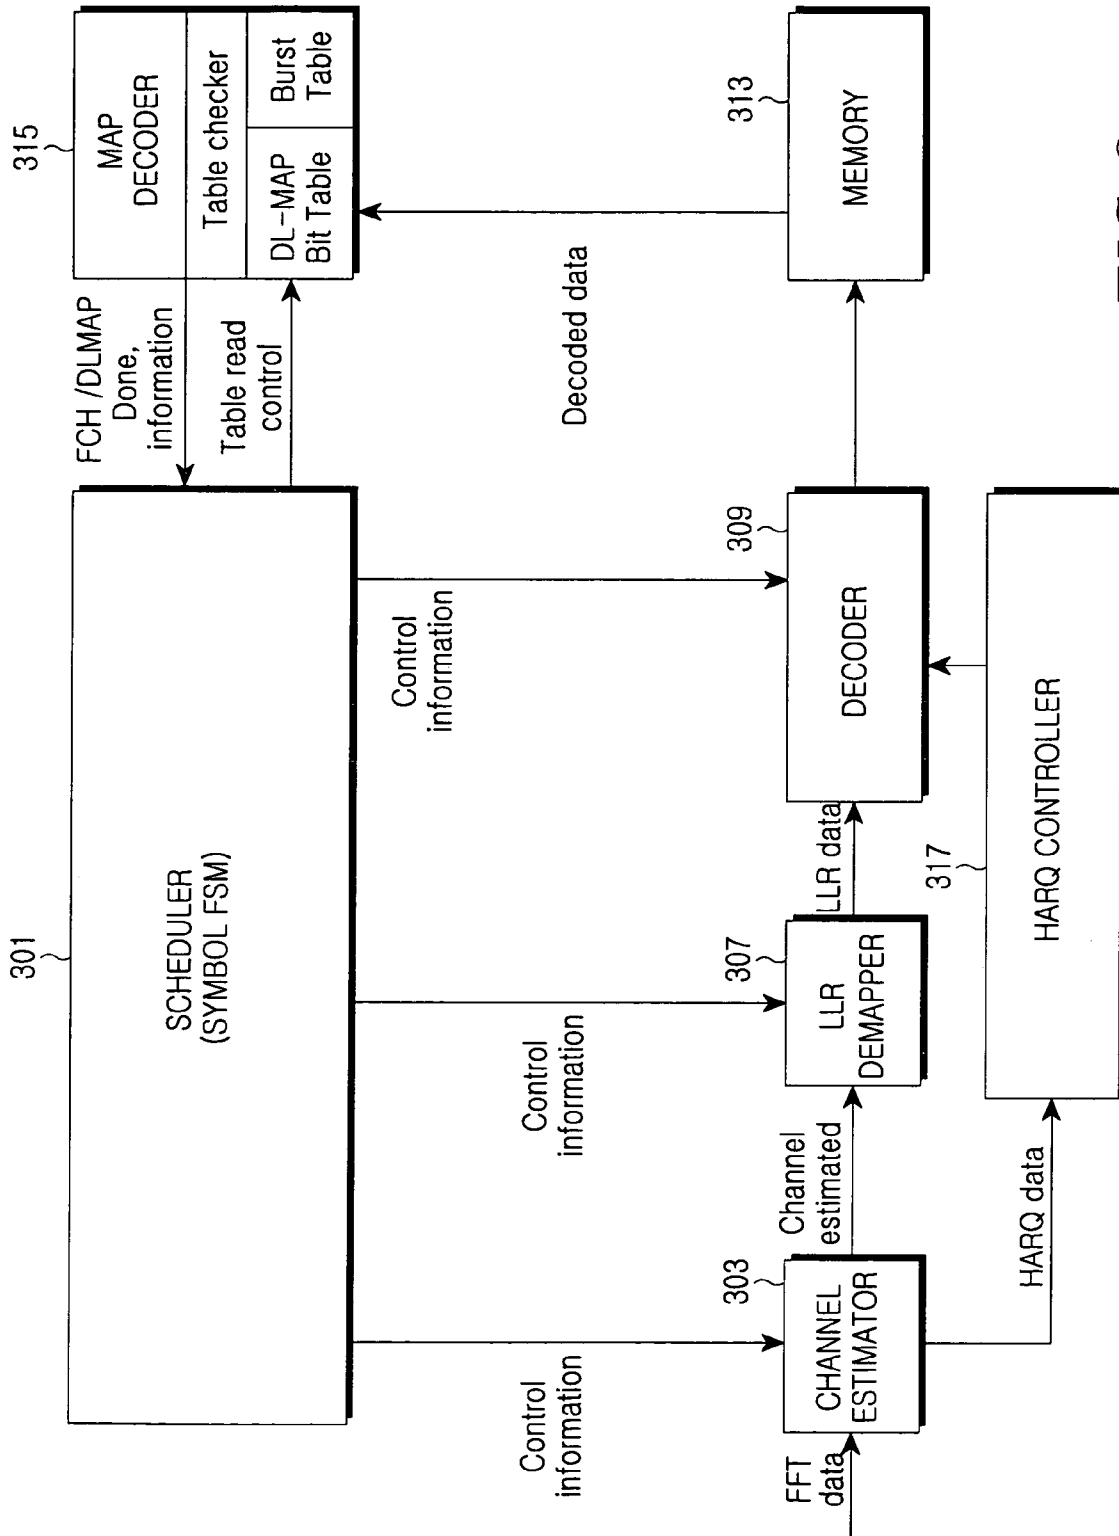 301
SCHEDULER
(SYMBOL FSM)
FCH /DLMAP
Done,
information
Table read
control
315
MAP
DECODER
Table checker
DL-MAP
Bit Table
Burst
Table
Control
information
Control
information
Control
information
Decoded data
FFT
data
303
CHANNEL
ESTIMATOR
Channel
estimated
307
LLR
DEMAPPER
LLR data
309
DECODER
313
MEMORY
HARQ data
317
HARQ CONTROLLER